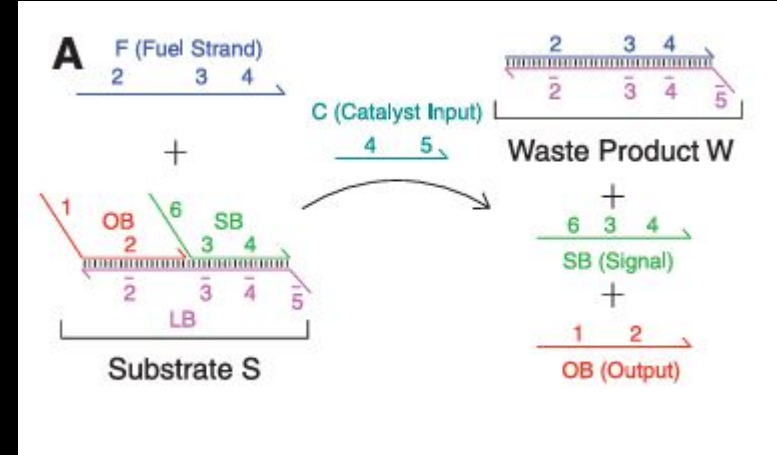 A
F (Fuel Strand)
2 3 4
+
1 OB 6 SB
2 3 4
2̄ 3̄ 4̄ 5̄
LB
Substrate S
C (Catalyst Input)
4 5
2 3 4
2̄ 3̄ 4̄ 5̄
Waste Product W
+
6 3 4
SB (Signal)
+
1 2
OB (Output)